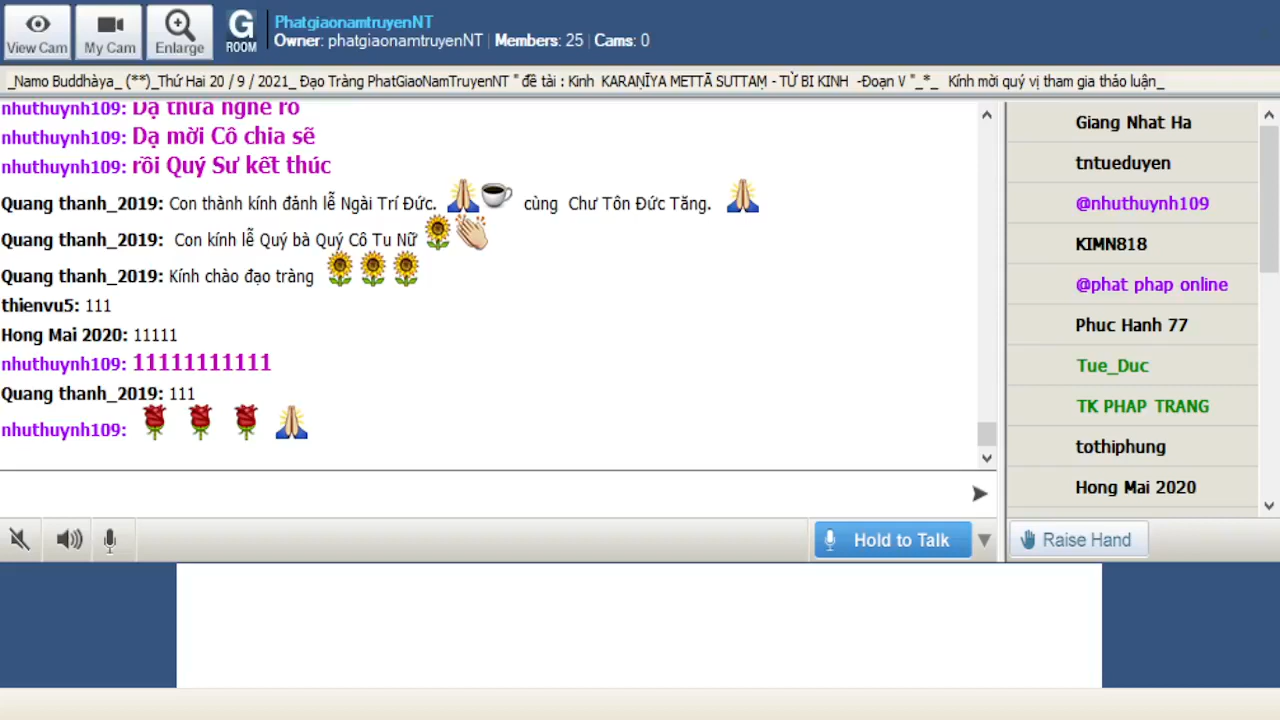 View Cam
My Cam
Enlarge
G
ROOM
PhatgiaonamtruyenNT
Owner: phatgiaonamtruyenNT | Members: 25 | Cams: 0
_Namo Buddhàya_ (**)_Thứ Hai 20 / 9 / 2021_ Đạo Tràng PhatGiaoNamTruyenNT " đề tài : Kinh KARAṆĪYA METTĀ SUTTAṂ - TỪ BI KINH -Đoạn V "_*_ Kính mời quý vị tham gia thảo luận_
nhuthuynh109: Dạ thưa nghe rõ
nhuthuynh109: Dạ mời Cô chia sẽ
nhuthuynh109: rồi Quý Sư kết thúc
Quang thanh_2019: Con thành kính đảnh lễ Ngài Trí Đức. cùng Chư Tôn Đức Tăng.
Quang thanh_2019: Con kính lễ Quý bà Quý Cô Tu Nữ
Quang thanh_2019: Kính chào đạo tràng
thienvu5: 111
Hong Mai 2020: 11111
nhuthuynh109: 11111111111
Quang thanh_2019: 111
nhuthuynh109:
Giang Nhat Ha
tntueduyen
@nhuthuynh109
KIMN818
@phat phap online
Phuc Hanh 77
Tue_Duc
TK PHAP TRANG
tothiphung
Hong Mai 2020
Hold to Talk
Raise Hand